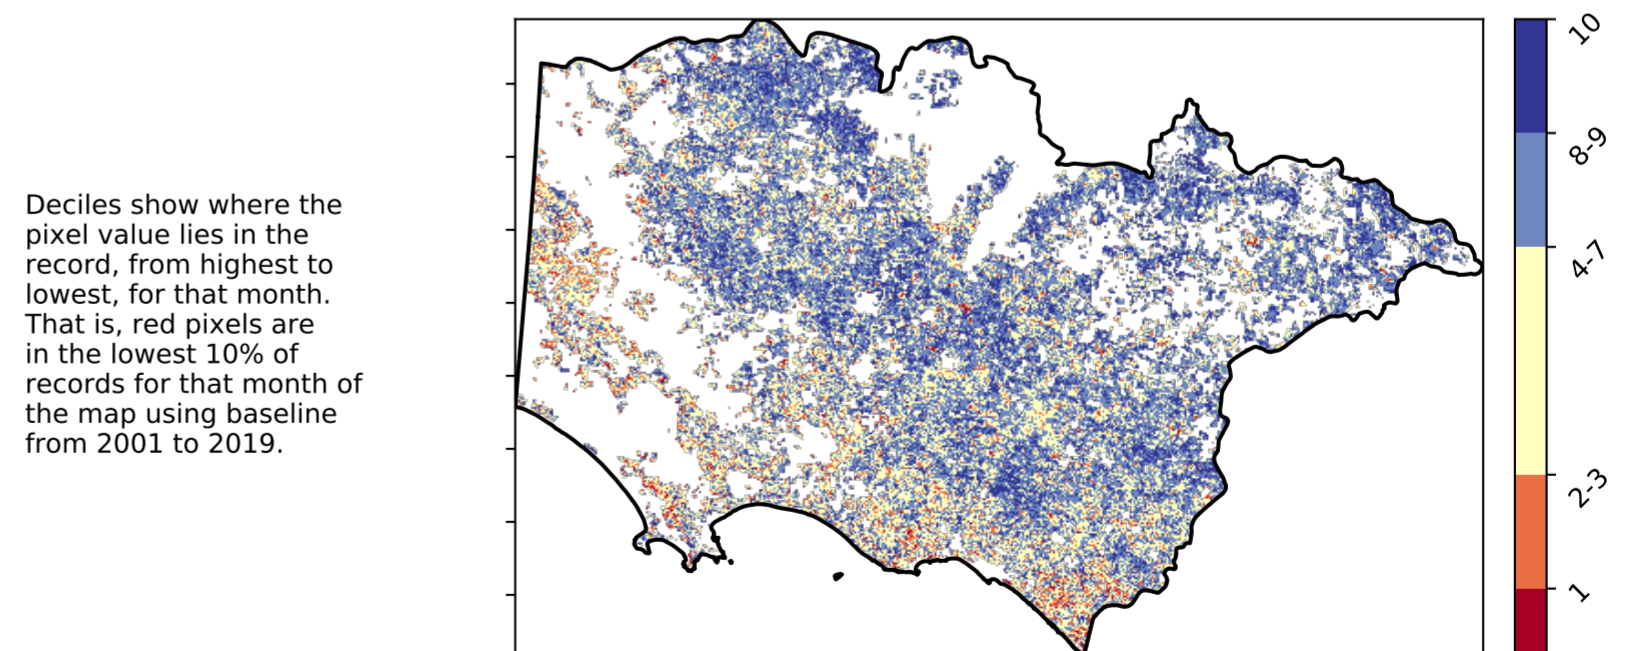 Deciles show where the
pixel value lies in the
record, from highest to
lowest, for that month.
That is, red pixels are
in the lowest 10% of
records for that month of
the map using baseline
from 2001 to 2019.
10
8-9
4-7
2-3
1